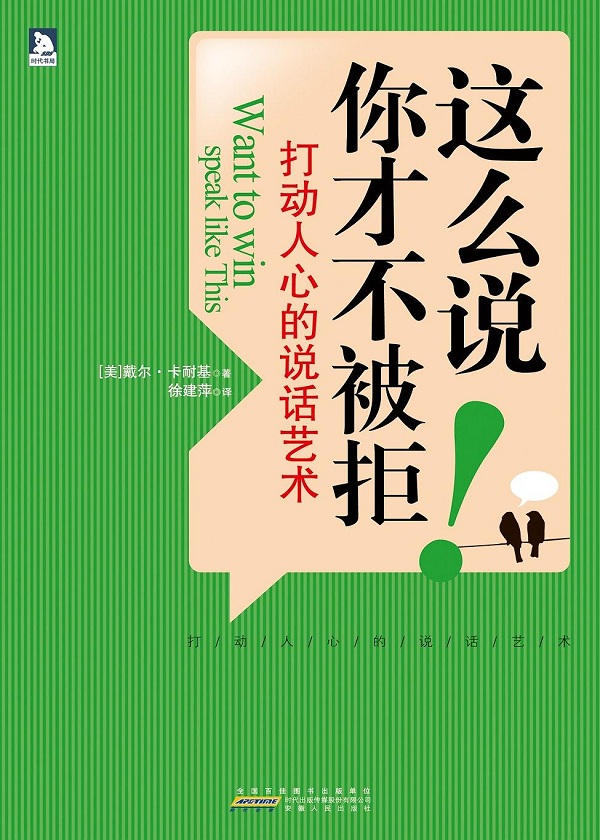 时代书局
这么说
你才不被拒!
打动人心的说话艺术
Want to win
speak like This
[美]戴尔·卡耐基◎著
徐建萍◎译
打/动/人/心/的/说/话/艺/术
全国百佳图书出版单位
APGTIME
时代出版传媒股份有限公司
安徽人民出版社